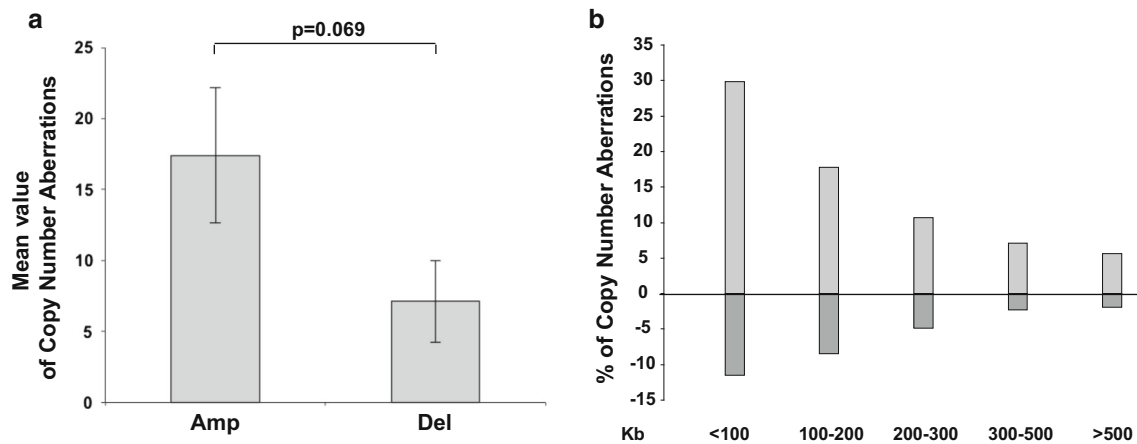 a
p=0.069
Mean value
of Copy Number Aberrations
25
20
15
10
5
0
Amp Del
b
% of Copy Number Aberrations
35
30
25
20
15
10
5
0
-5
-10
-15
Kb <100 100-200 200-300 300-500 >500